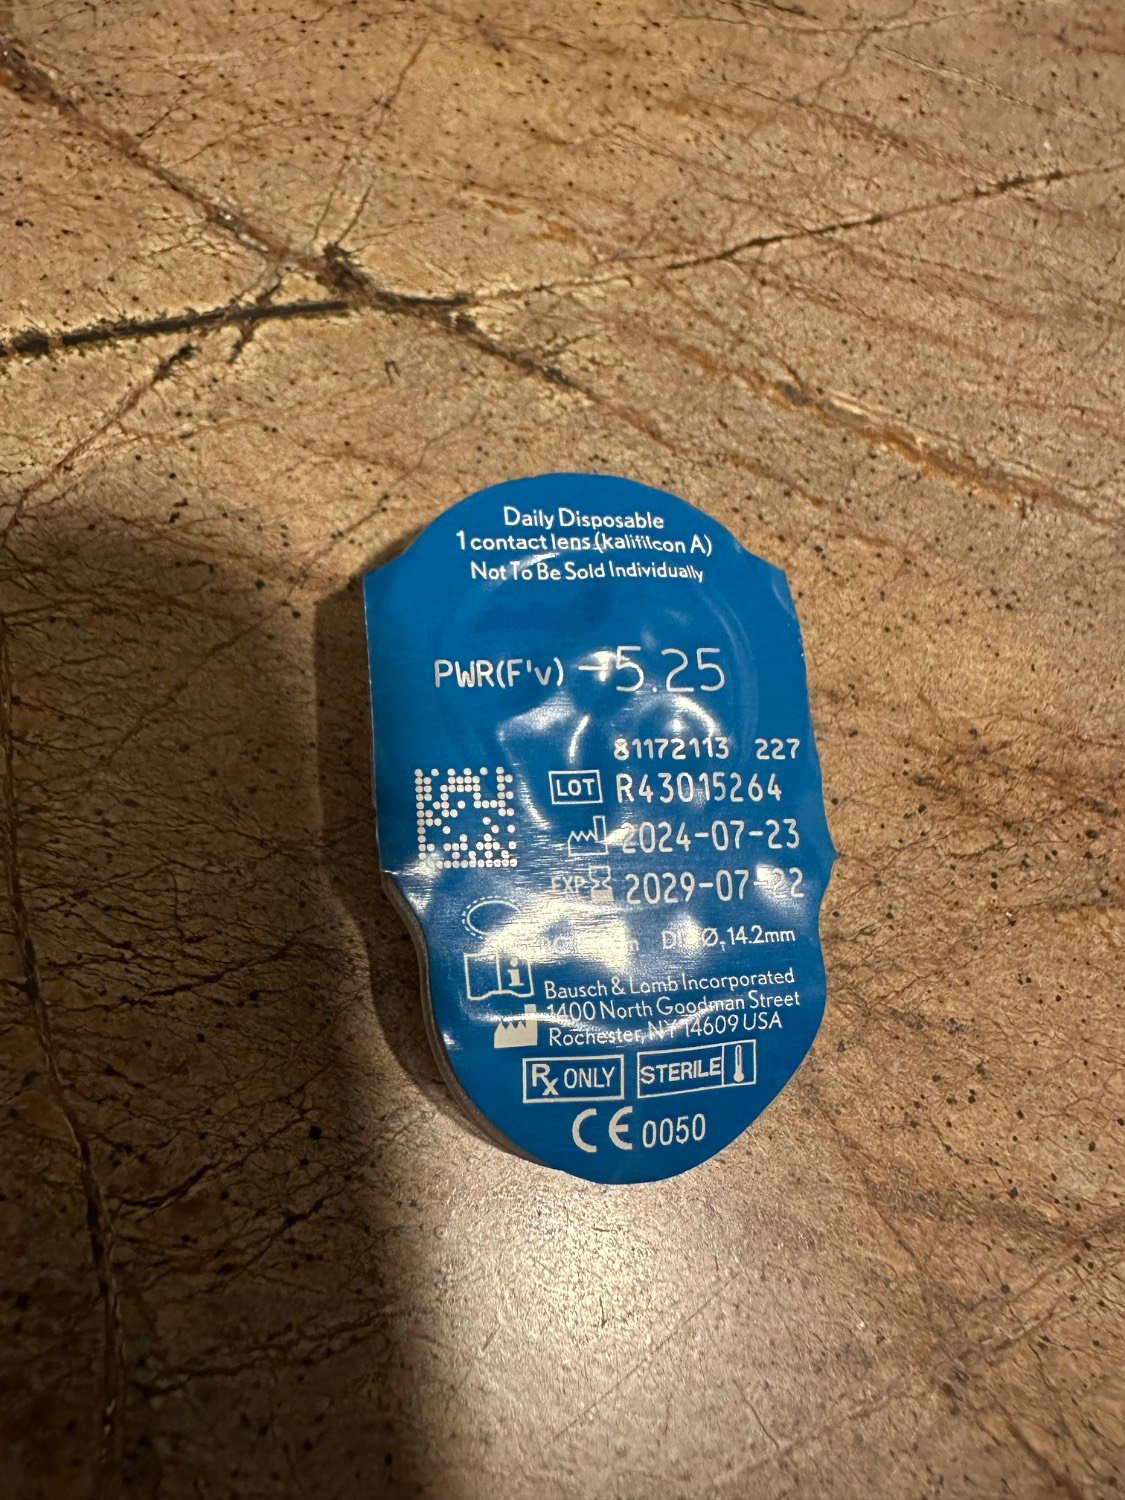 Daily Disposable
1 contact lens (kalifilcon A)
Not To Be Sold Individually
PWR(F'v) -5.25
81172113 227
LOT R43015264
2024-07-23
EXP 2029-07-22
14.2mm
Bausch & Lomb Incorporated
1400 North Goodman Street
Rochester, NY 14609 USA
Rx ONLY STERILE
CE 0050